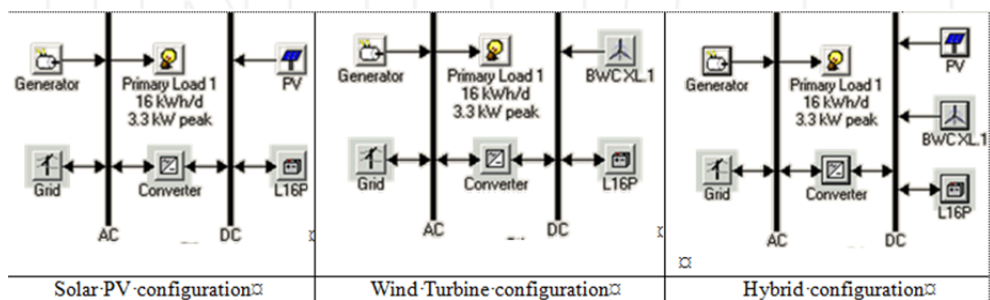 Generator
Primary Load 1
16 kWh/d
3.3 kW peak
PV
Grid
Converter
L16P
AC
DC
Solar·PV·configuration¤
Generator
Primary Load 1
16 kWh/d
3.3 kW peak
BWC XL.1
Grid
Converter
L16P
AC
DC
Wind·Turbine·configuration¤
Generator
Primary Load 1
16 kWh/d
3.3 kW peak
PV
BWC XL.1
Grid
Converter
L16P
AC
DC
¤
Hybrid·configuration¤